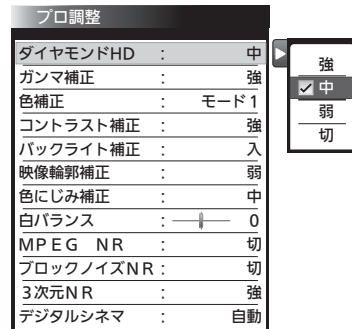 プロ調整
ダイヤモンドHD : 中
ガンマ補正 : 強
色補正 : モード1
コントラスト補正 : 強
バックライト補正 : 入
映像輪郭補正 : 弱
色にじみ補正 : 中
白バランス : 0
MPEG NR : 切
ブロックノイズNR : 切
3次元NR : 強
デジタルシネマ : 自動
強
中
弱
切